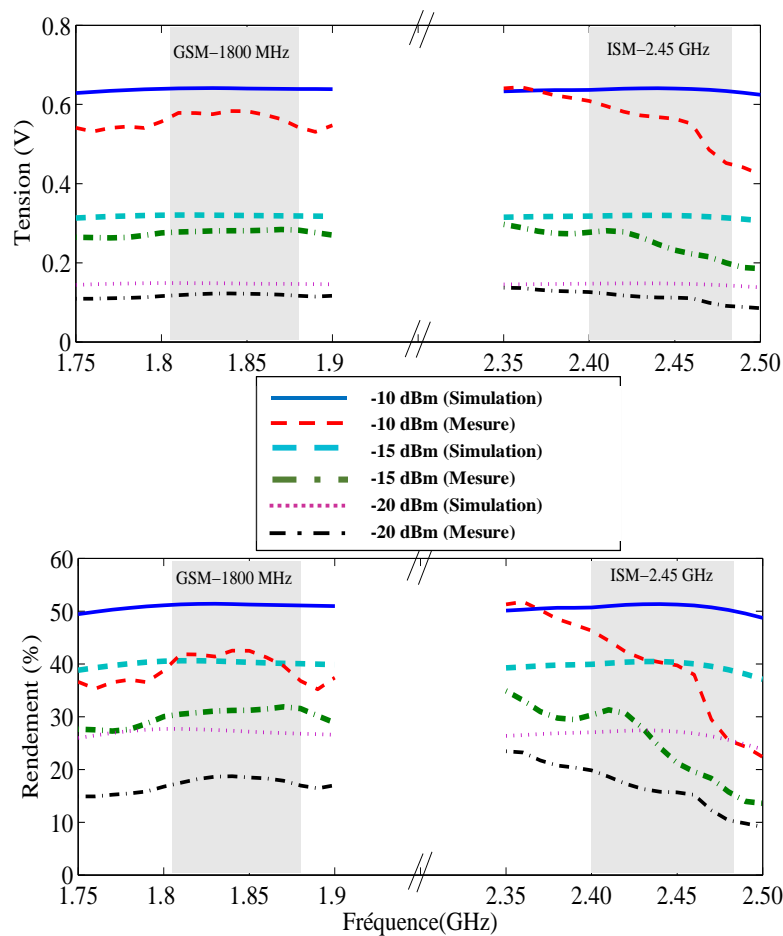 0.8
0.6
0.4
0.2
0
Tension (V)
GSM−1800 MHz
ISM−2.45 GHz
1.75
1.8
1.85
1.9
2.35
2.40
2.45
2.50
-10 dBm (Simulation)
-10 dBm (Mesure)
-15 dBm (Simulation)
-15 dBm (Mesure)
-20 dBm (Simulation)
-20 dBm (Mesure)
60
50
40
30
20
10
0
Rendement (%)
GSM−1800 MHz
ISM−2.45 GHz
1.75
1.8
1.85
1.9
2.35
2.40
2.45
2.50
Fréquence(GHz)